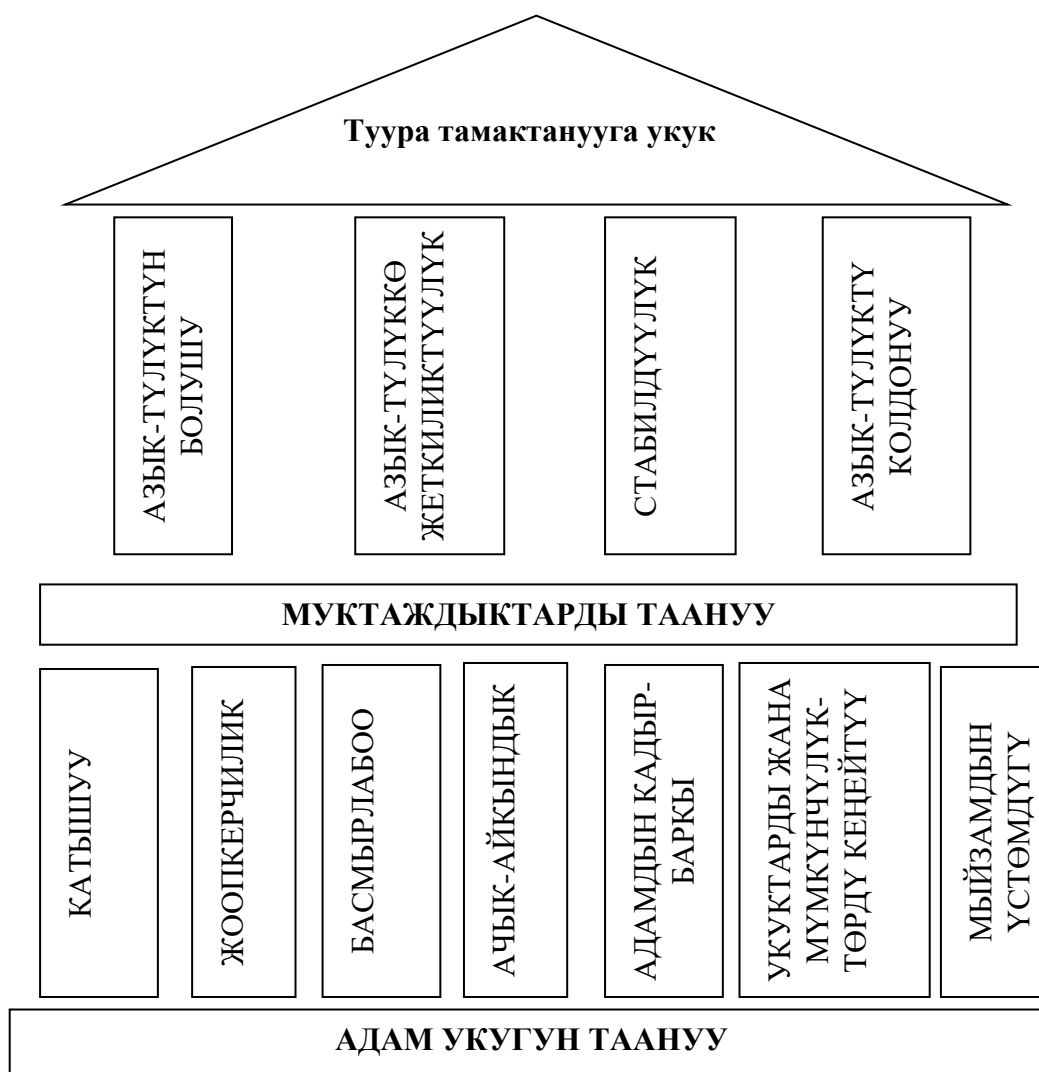 Туура тамактанууга укук
АЗЫК-ТҮЛҮКТҮН
БОЛУШУ
АЗЫК-ТҮЛҮККӨ
ЖЕТКИЛИКТҮҮЛҮК
СТАБИЛДҮҮЛҮК
АЗЫК-ТҮЛҮКТҮ
КОЛДОНУУ
МУКТАЖДЫКТАРДЫ ТААНУУ
КАТЫШУУ
ЖООПКЕРЧИЛИК
БАСМЫРЛАБОО
АЧЫК-АЙКЫНДЫК
АДАМДЫН КАДЫР-
БАРКЫ
УКУКТАРДЫ ЖАНА
МҮМКҮНЧҮЛҮК-
ТӨРДҮ КЕҢЕЙТҮҮ
МЫЙЗАМДЫН
ҮСТӨМДҮГҮ
АДАМ УКУГУН ТААНУУ